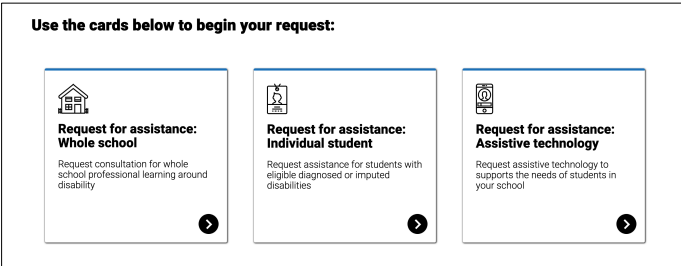 Use the cards below to begin your request:
Request for assistance:
Whole school
Request consultation for whole
school professional learning around
disability
Request for assistance:
Individual student
Request assistance for students with
eligible diagnosed or imputed
disabilities
Request for assistance:
Assistive technology
Request assistive technology to
supports the needs of students in
your school